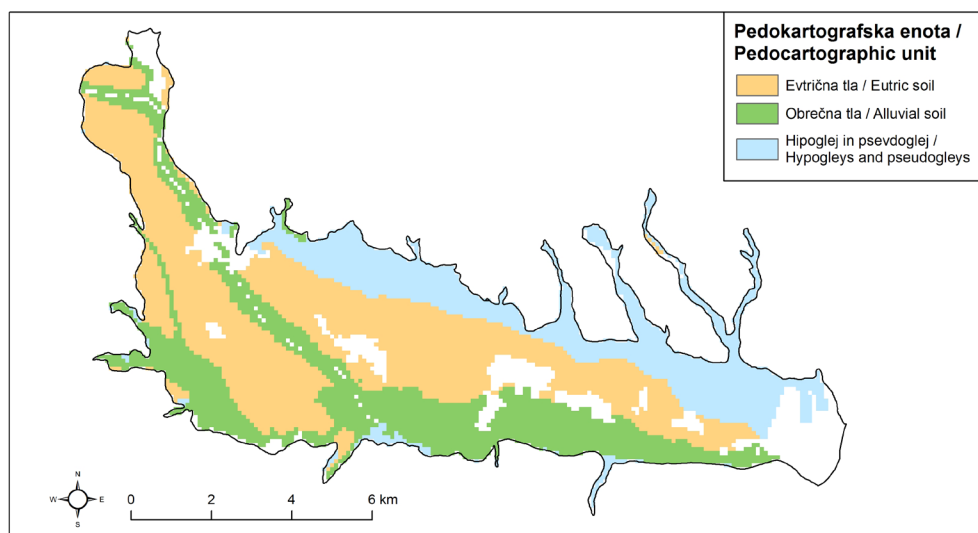 Pedokartografska enota /
Pedocartographic unit
Evtrična tla / Eutric soil
Obrečna tla / Alluvial soil
Hipoglej in psevdoglej /
Hypogleys and pseudogleys
N
W E
S
0 2 4 6 km